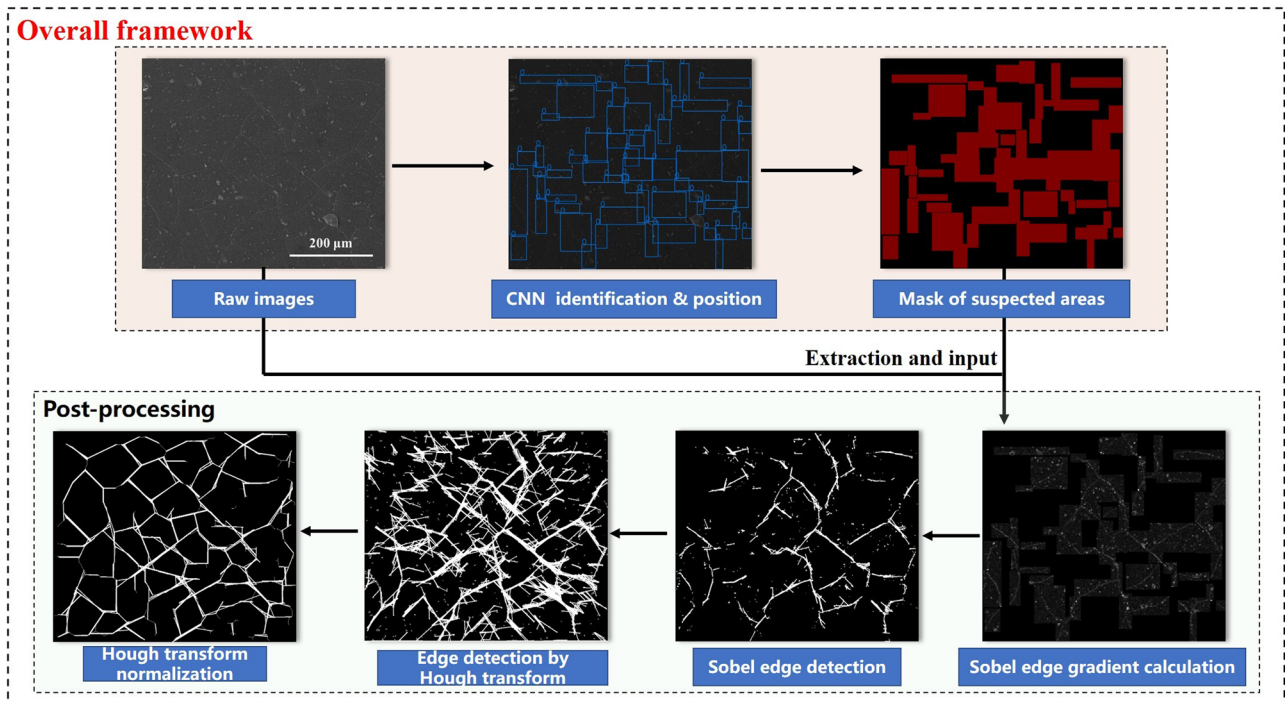 Overall framework
200 μm
Raw images
CNN identification & position
Mask of suspected areas
Extraction and input
Post-processing
Hough transform
normalization
Edge detection by
Hough transform
Sobel edge detection
Sobel edge gradient calculation